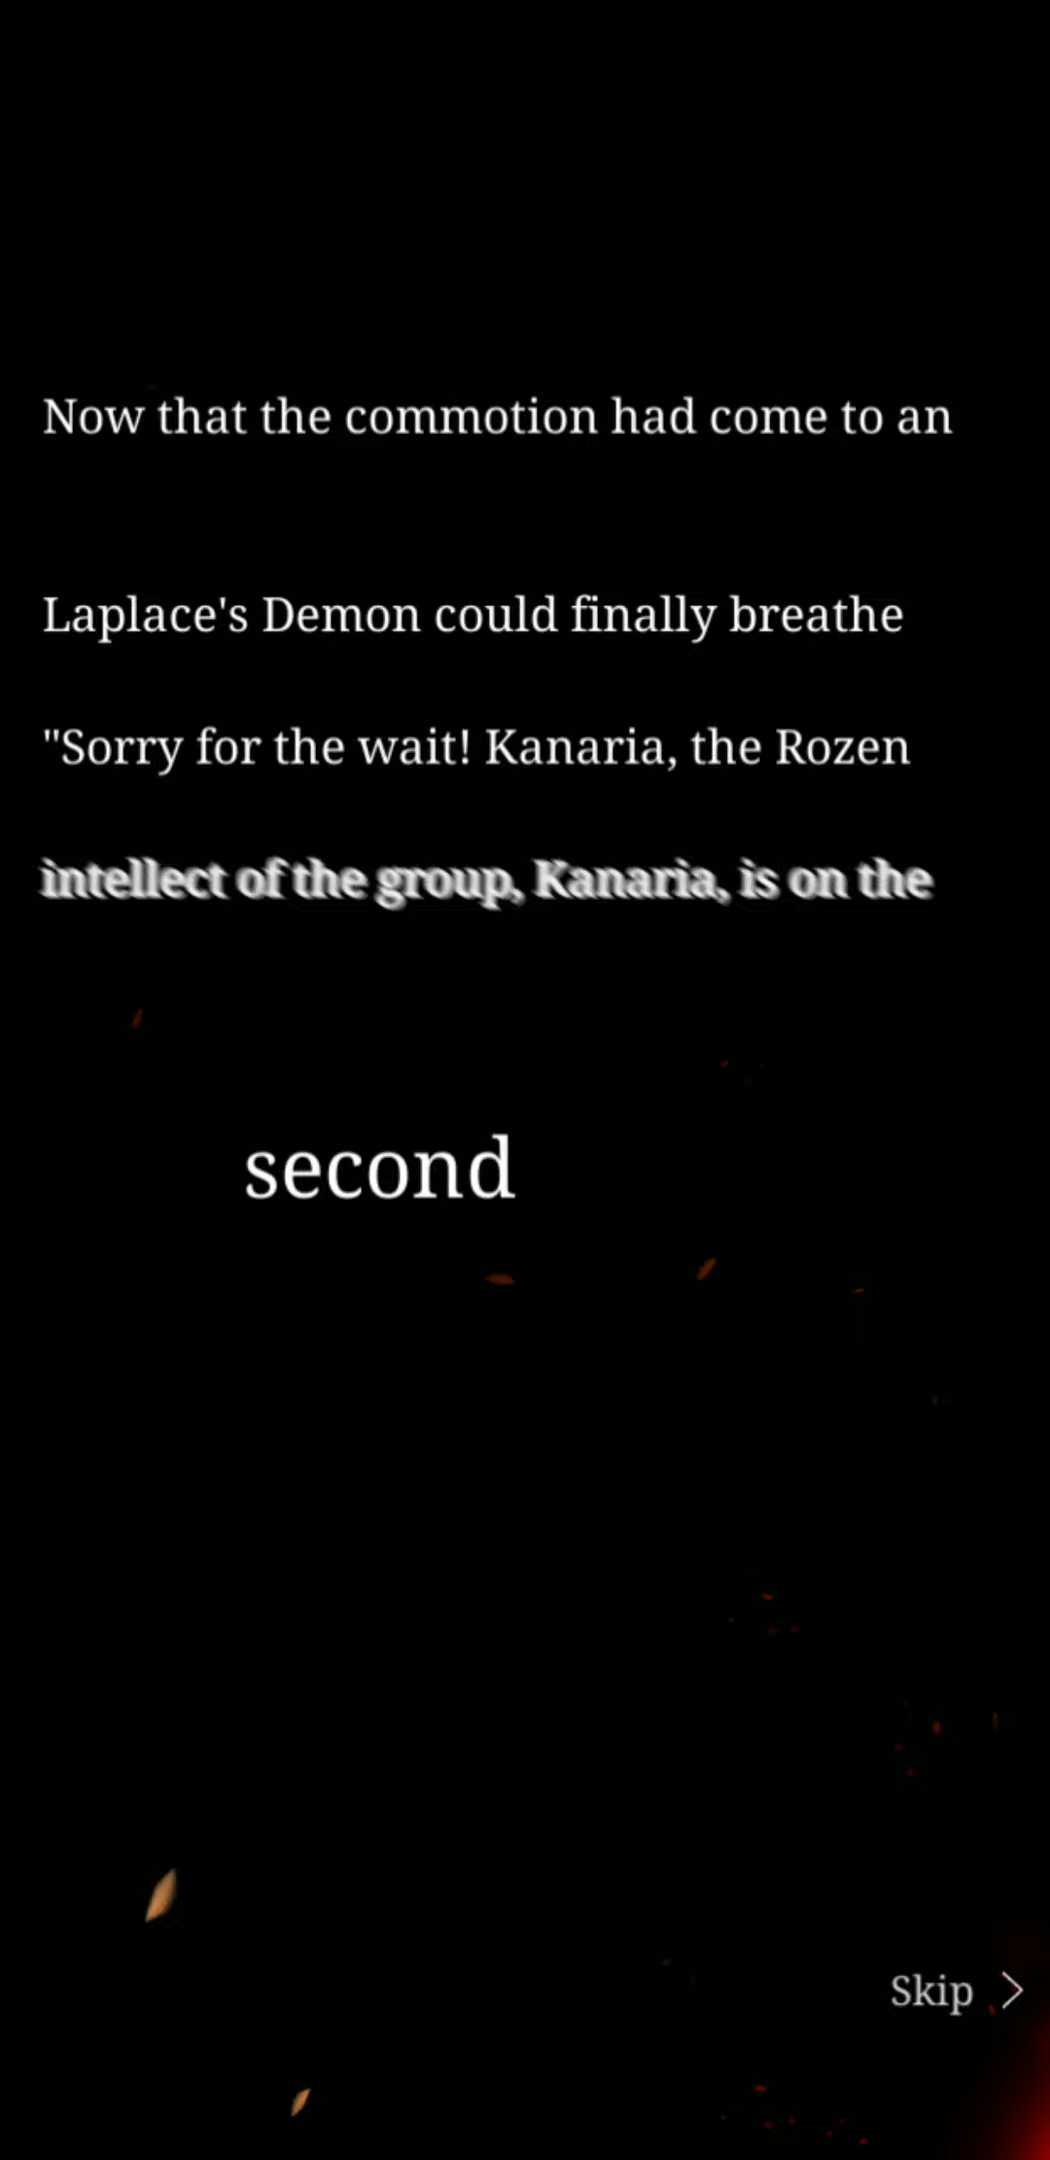 Now that the commotion had come to an
Laplace's Demon could finally breathe
"Sorry for the wait! Kanaria, the Rozen
intellect of the group, Kanaria, is on the
second
Skip